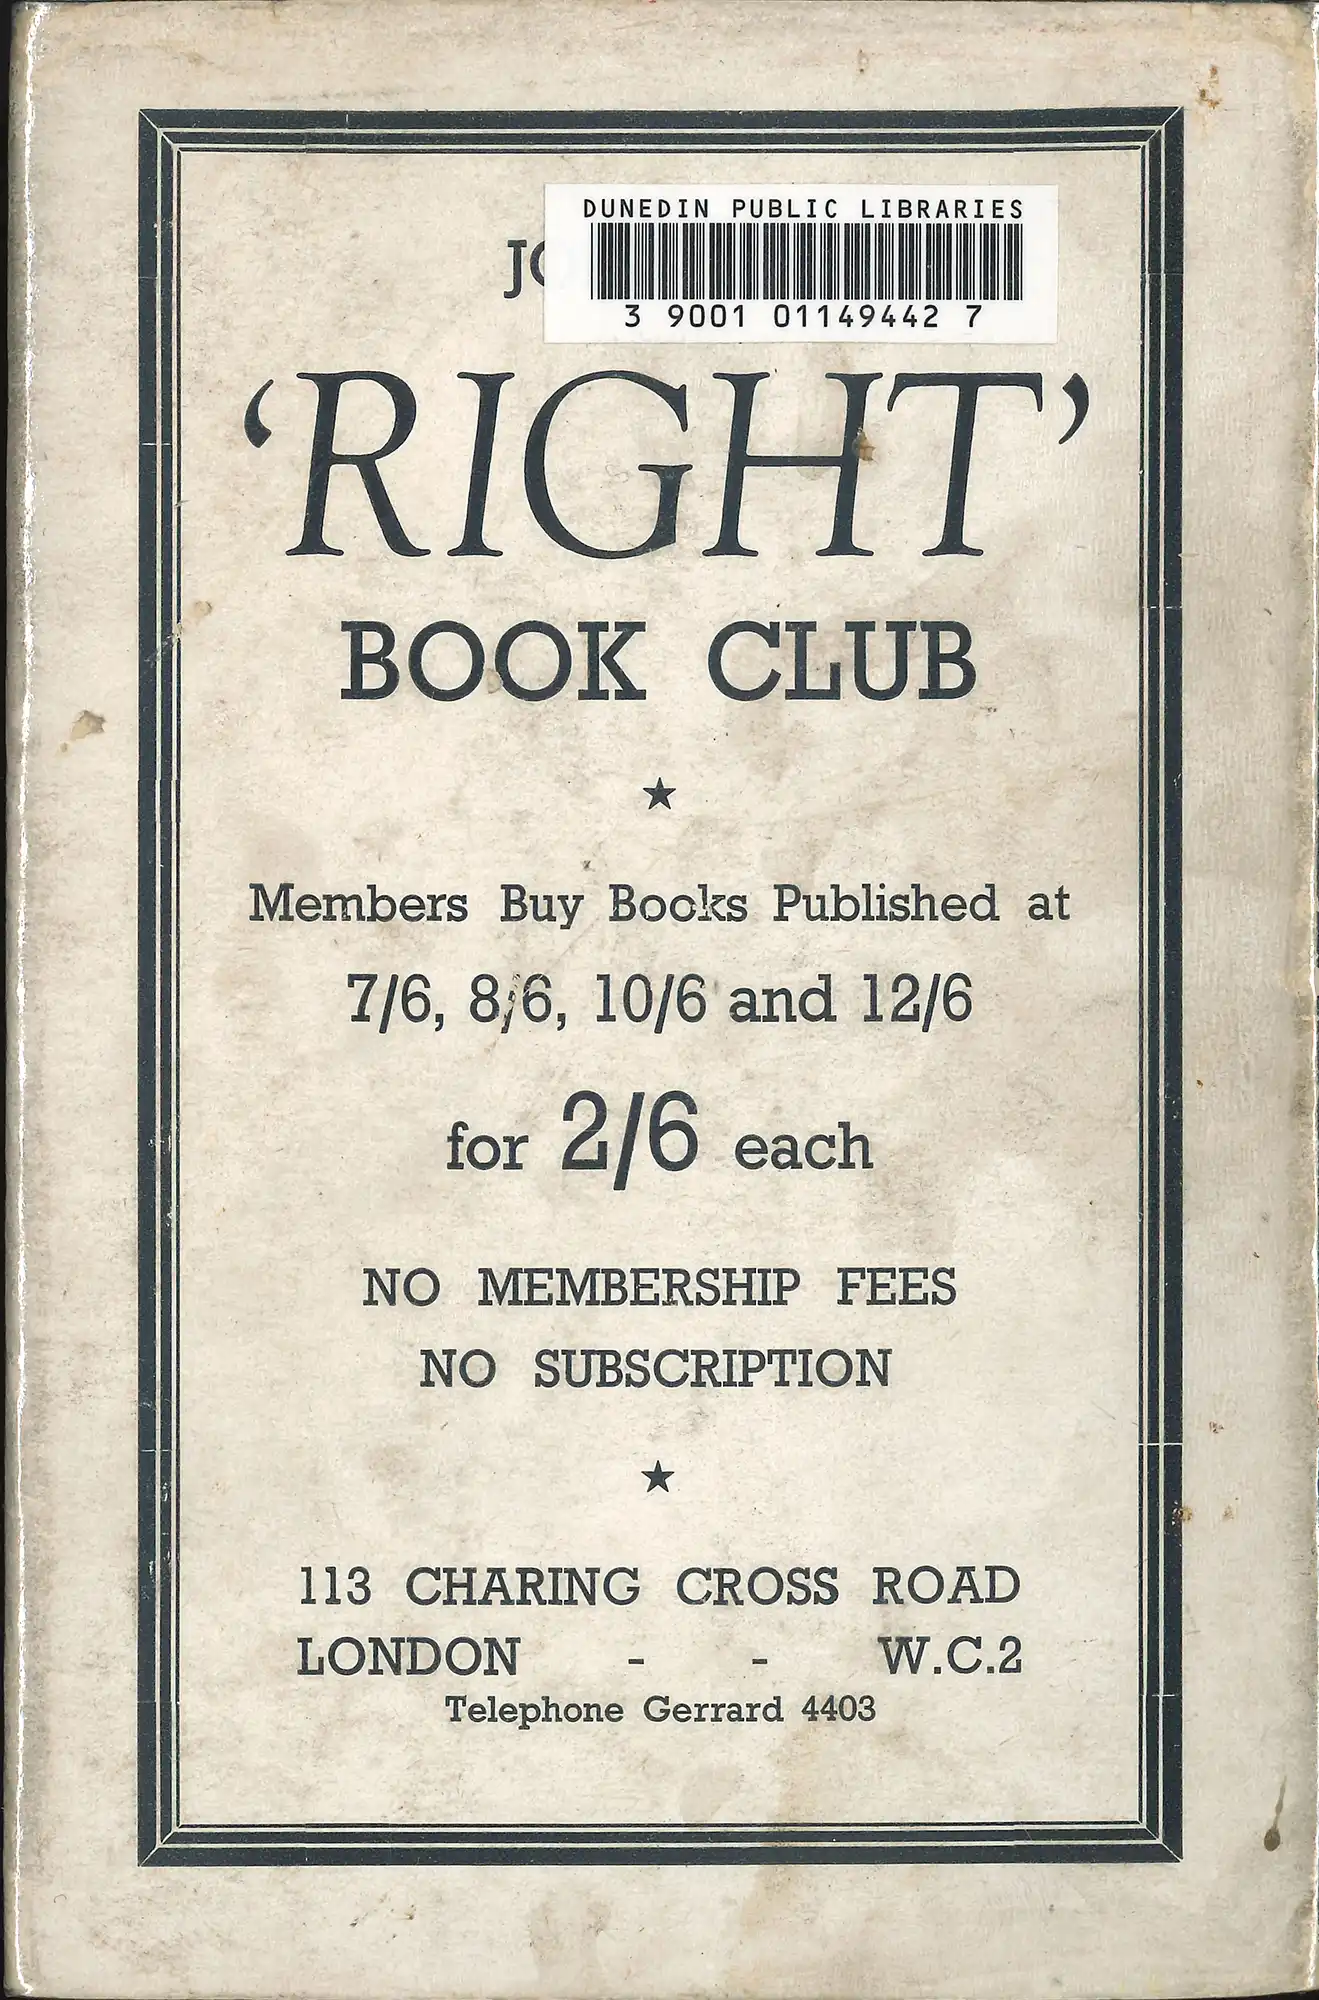 DUNEDIN PUBLIC LIBRARIES
3 9001 01149442 7
'RIGHT'
BOOK CLUB
Members Buy Books Published at
7/6, 8/6, 10/6 and 12/6
for 2/6 each
NO MEMBERSHIP FEES
NO SUBSCRIPTION
113 CHARING CROSS ROAD
LONDON - - W.C.2
Telephone Gerrard 4403